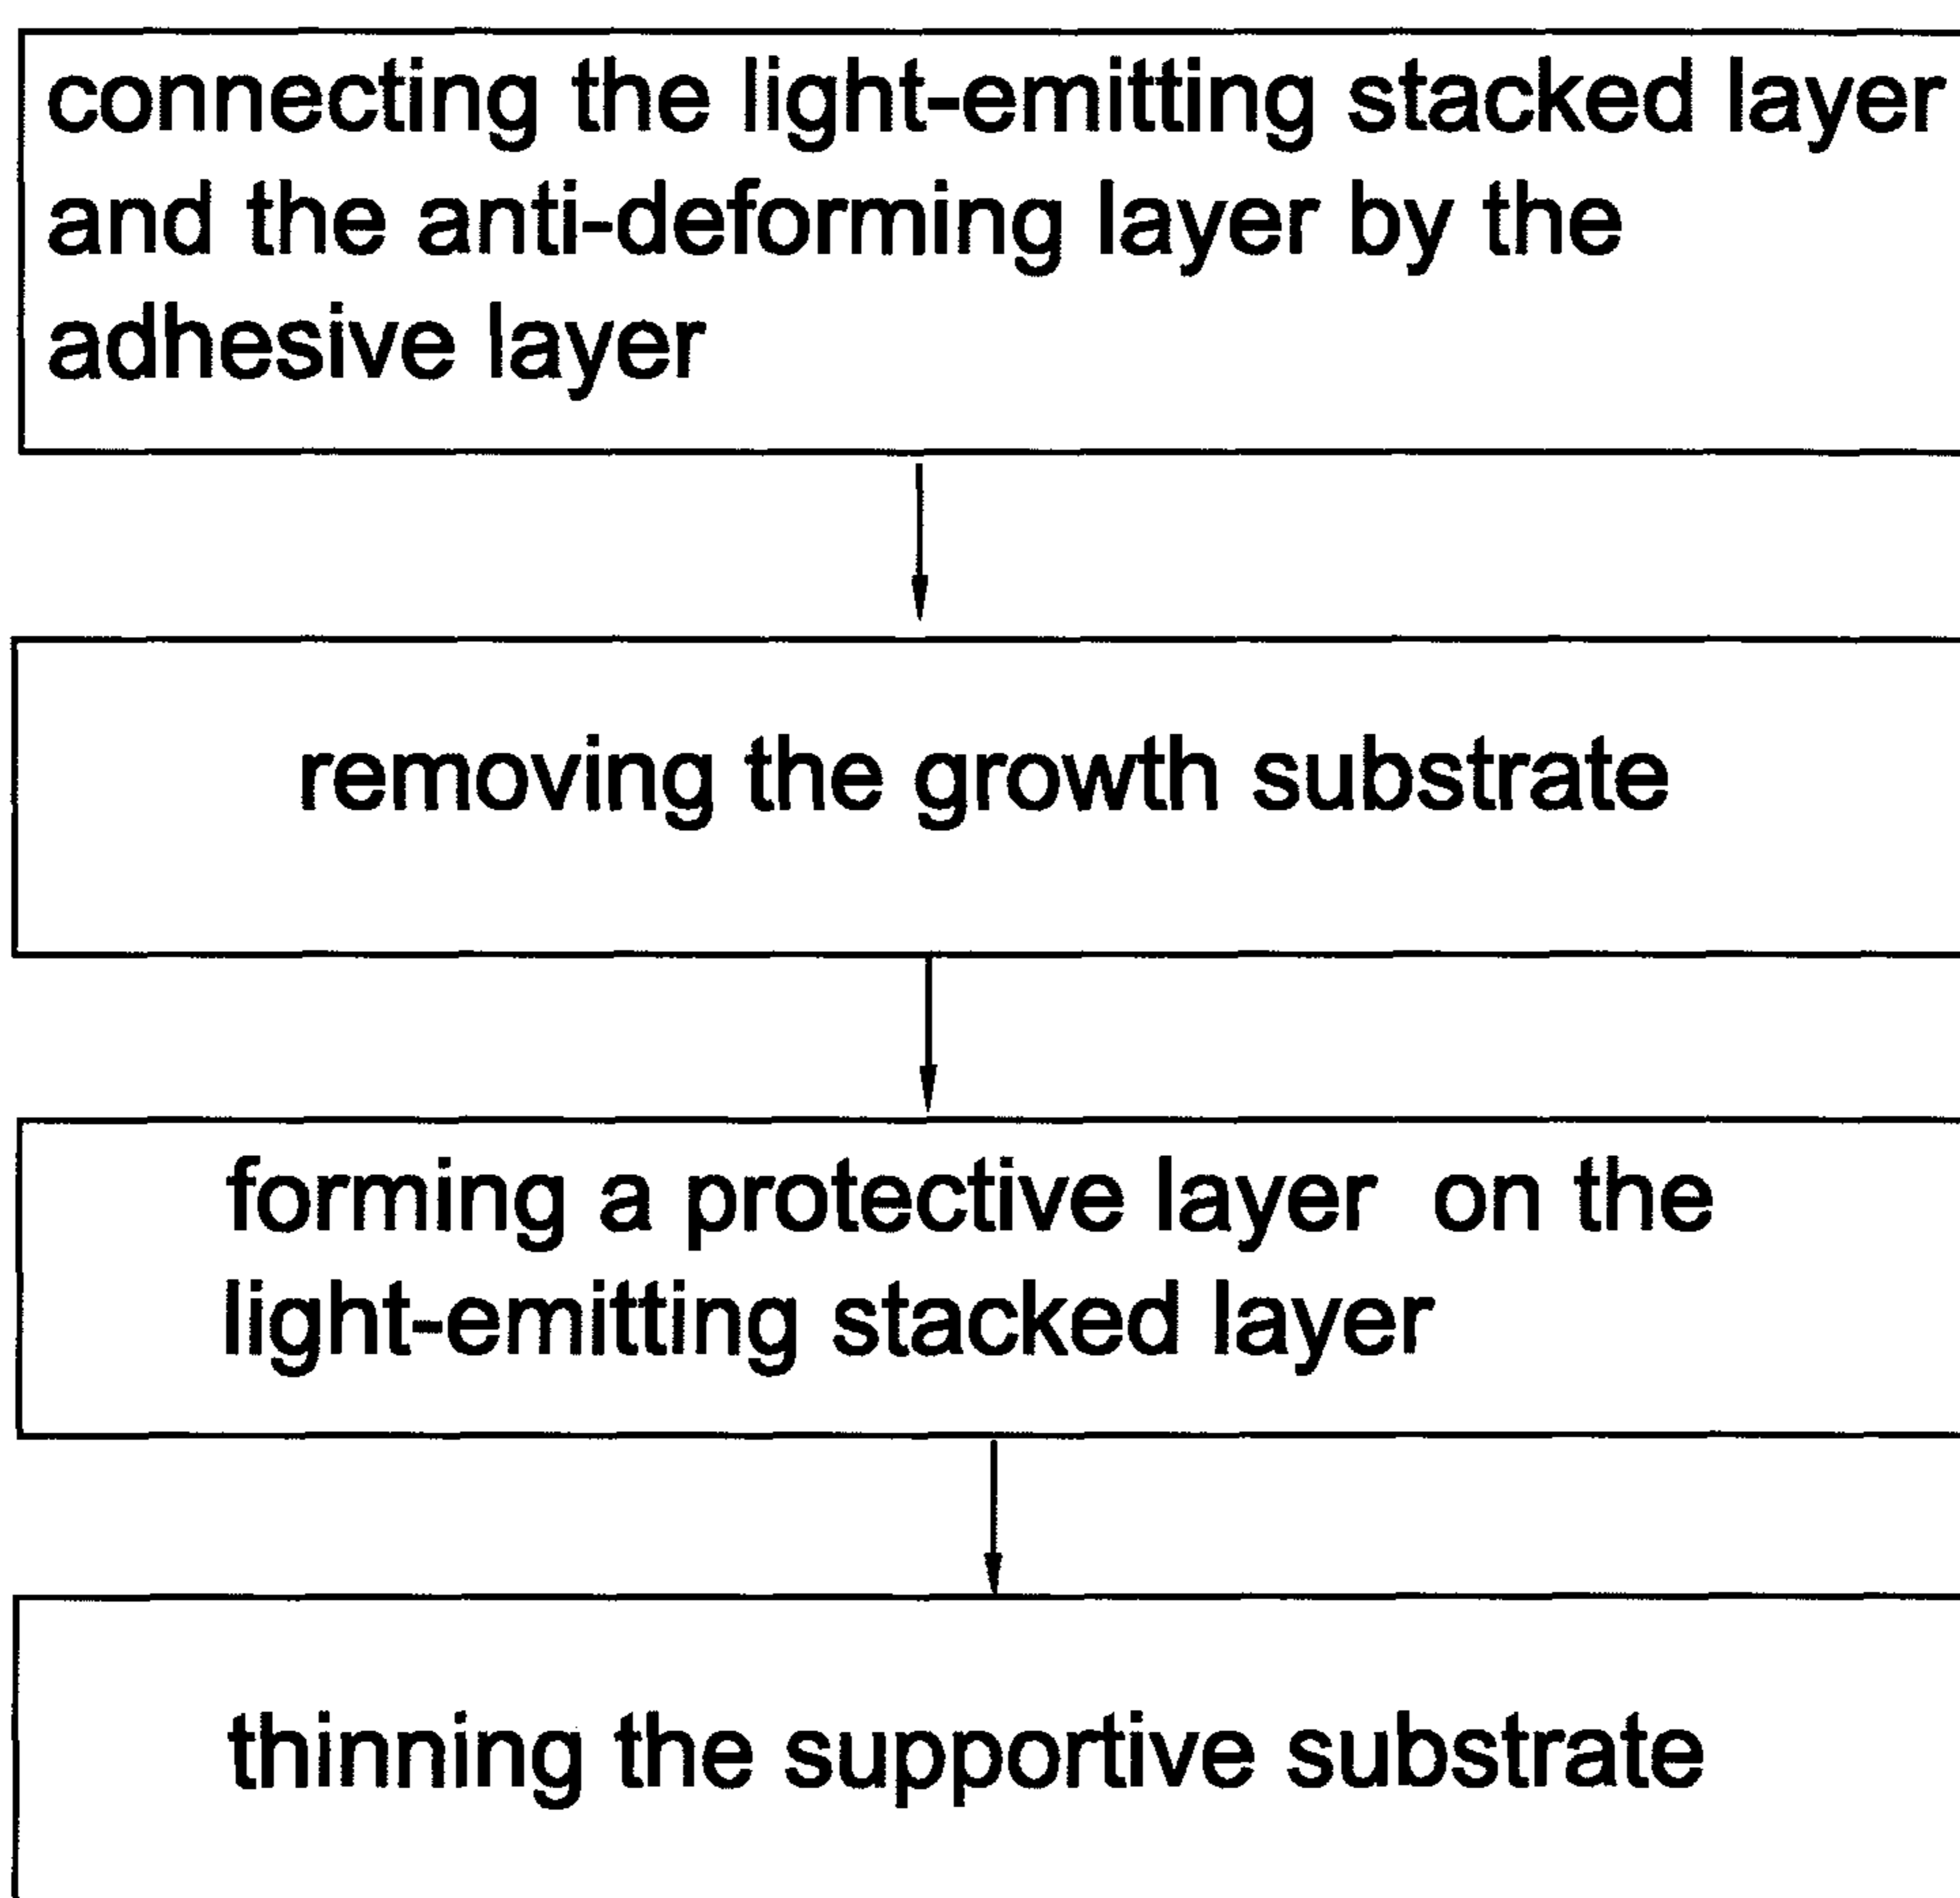 connecting the light-emitting stacked layer
and the anti-deforming layer by the
adhesive layer
removing the growth substrate
forming a protective layer on the
light-emitting stacked layer
thinning the supportive substrate